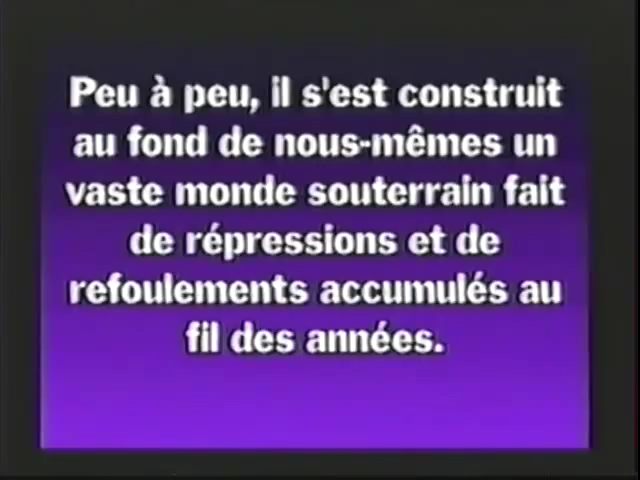 Peu à peu, il s'est construit
au fond de nous-mêmes un
vaste monde souterrain fait
de répressions et de
refoulements accumulés au
fil des années.